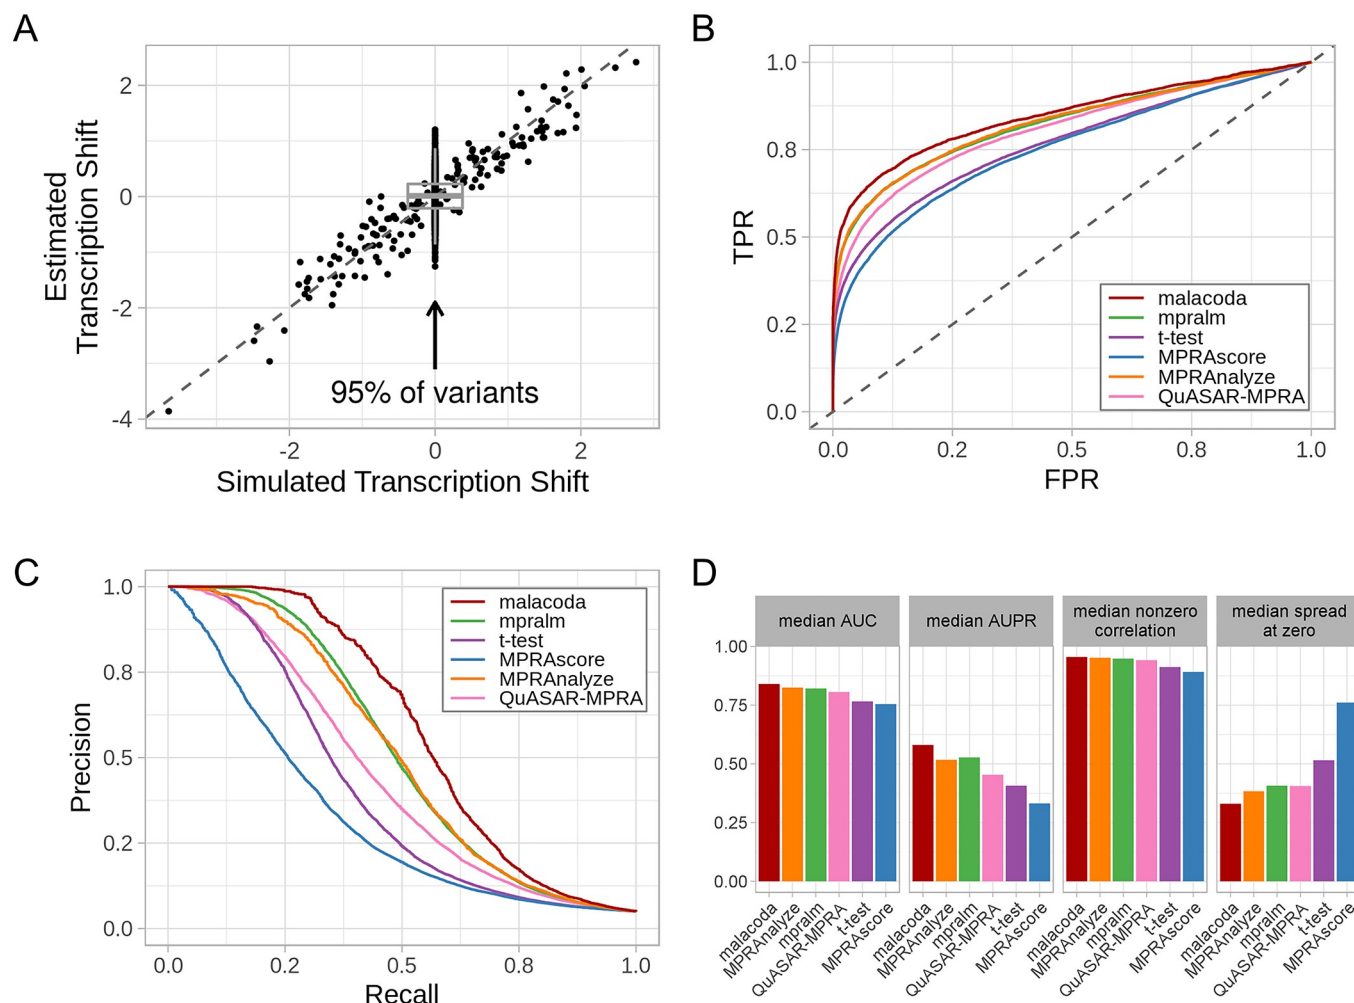 A
2
0
-2
-4
-2
0
2
Estimated
Transcription Shift
Simulated Transcription Shift
95% of variants
B
1.0
0.8
0.5
0.2
0.0
0.0
0.2
0.5
0.8
1.0
TPR
FPR
malacoda
mpralm
t-test
MPRAscore
MPRAnalyze
QuASAR-MPRA
C
1.0
0.8
0.5
0.2
0.0
0.0
0.2
0.5
0.8
1.0
Precision
Recall
malacoda
mpralm
t-test
MPRAscore
MPRAnalyze
QuASAR-MPRA
D
median AUC
median AUPR
median nonzero
correlation
median spread
at zero
1.00
0.75
0.50
0.25
0.00
malacoda
MPRAnalyze
mpralm
QuASAR-MPRA
t-test
MPRAscore
malacoda
MPRAnalyze
mpralm
QuASAR-MPRA
t-test
MPRAscore
malacoda
MPRAnalyze
mpralm
QuASAR-MPRA
t-test
MPRAscore
malacoda
MPRAnalyze
mpralm
QuASAR-MPRA
t-test
MPRAscore